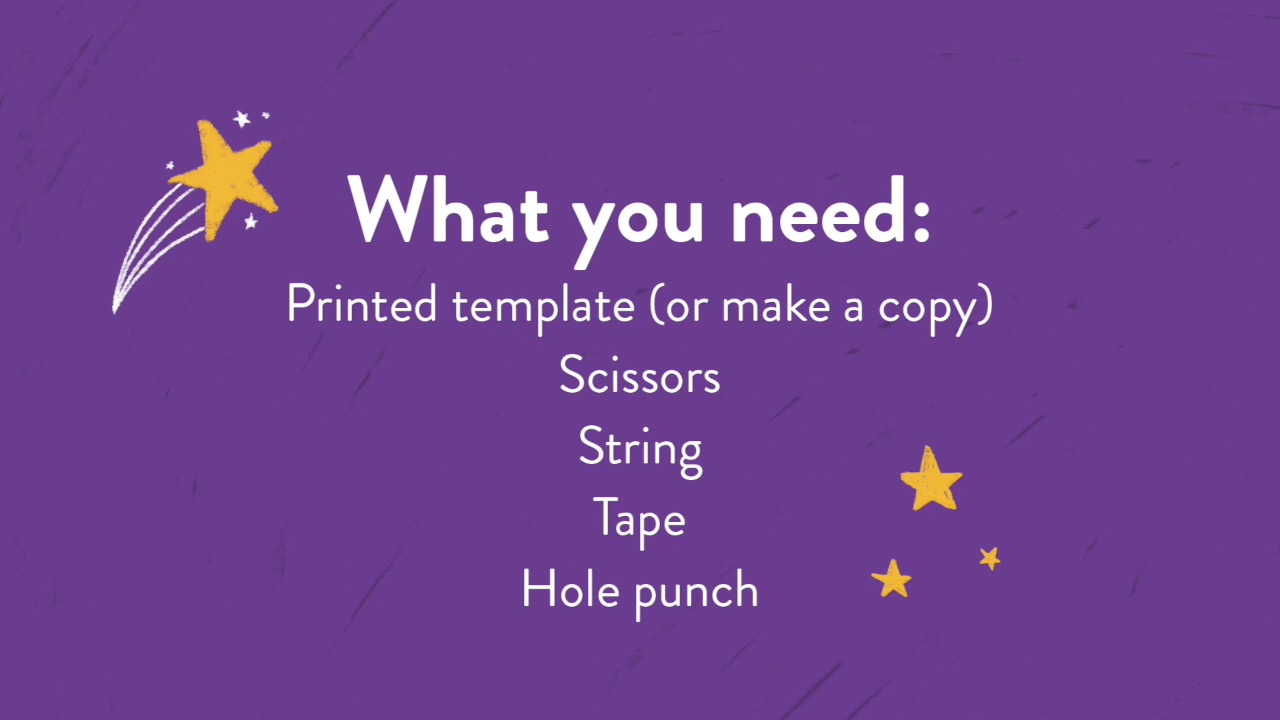 What you need:
Printed template (or make a copy)
Scissors
String
Tape
Hole punch